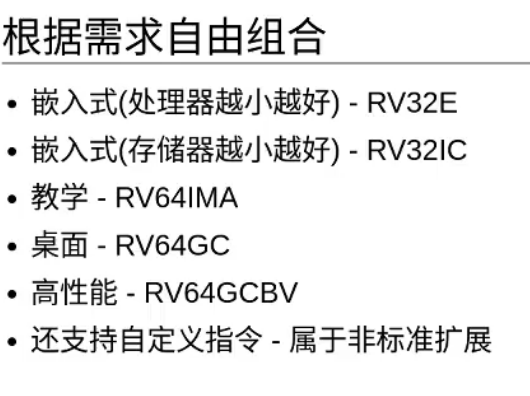 根据需求自由组合
• 嵌入式(处理器越小越好) - RV32E
• 嵌入式(存储器越小越好) - RV32IC
• 教学 - RV64IMA
• 桌面 - RV64GC
• 高性能 - RV64GCBV
• 还支持自定义指令 - 属于非标准扩展